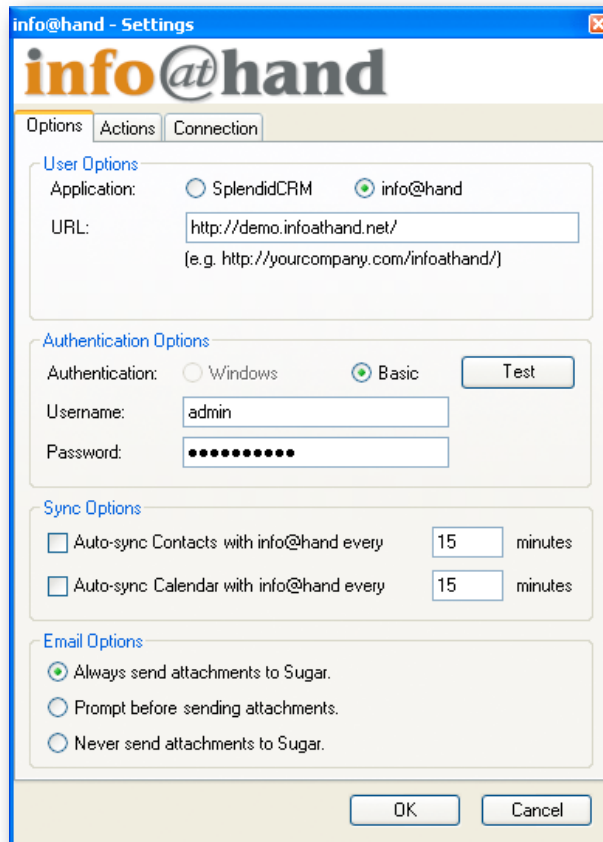 info@hand - Settings
info@hand
Options Actions Connection
User Options
Application: SplendidCRM info@hand
URL: http://demo.infoathand.net/
(e.g. http://yourcompany.com/infoathand/)
Authentication Options
Authentication: Windows Basic Test
Username: admin
Password: ●●●●●●●●●●
Sync Options
Auto-sync Contacts with info@hand every 15 minutes
Auto-sync Calendar with info@hand every 15 minutes
Email Options
Always send attachments to Sugar.
Prompt before sending attachments.
Never send attachments to Sugar.
OK Cancel